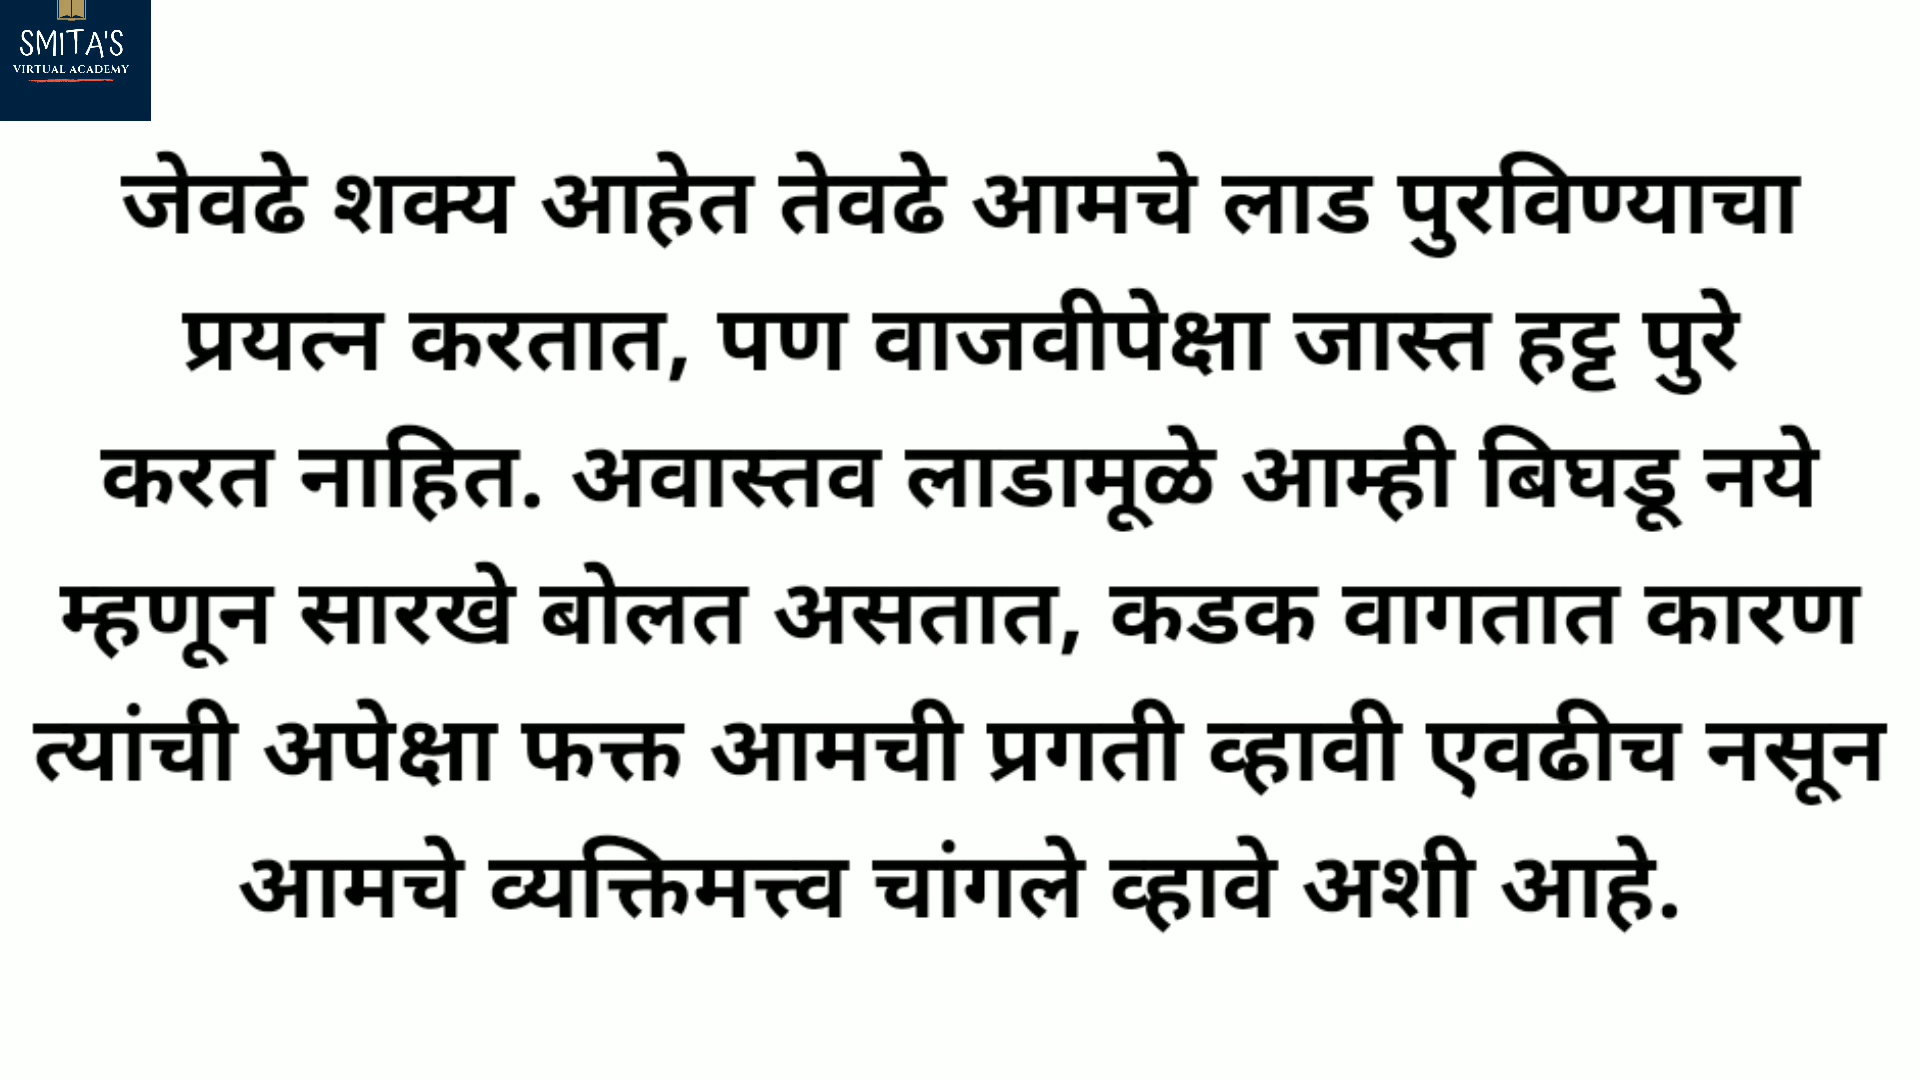 SMITA'S
VIRTUAL ACADEMY
जेवढे शक्य आहेत तेवढे आमचे लाड पुरविण्याचा
प्रयत्न करतात, पण वाजवीपेक्षा जास्त हट्ट पुरे
करत नाहित. अवास्तव लाडामूळे आम्ही बिघडू नये
म्हणून सारखे बोलत असतात, कडक वागतात कारण
त्यांची अपेक्षा फक्त आमची प्रगती व्हावी एवढीच नसून
आमचे व्यक्तिमत्त्व चांगले व्हावे अशी आहे.